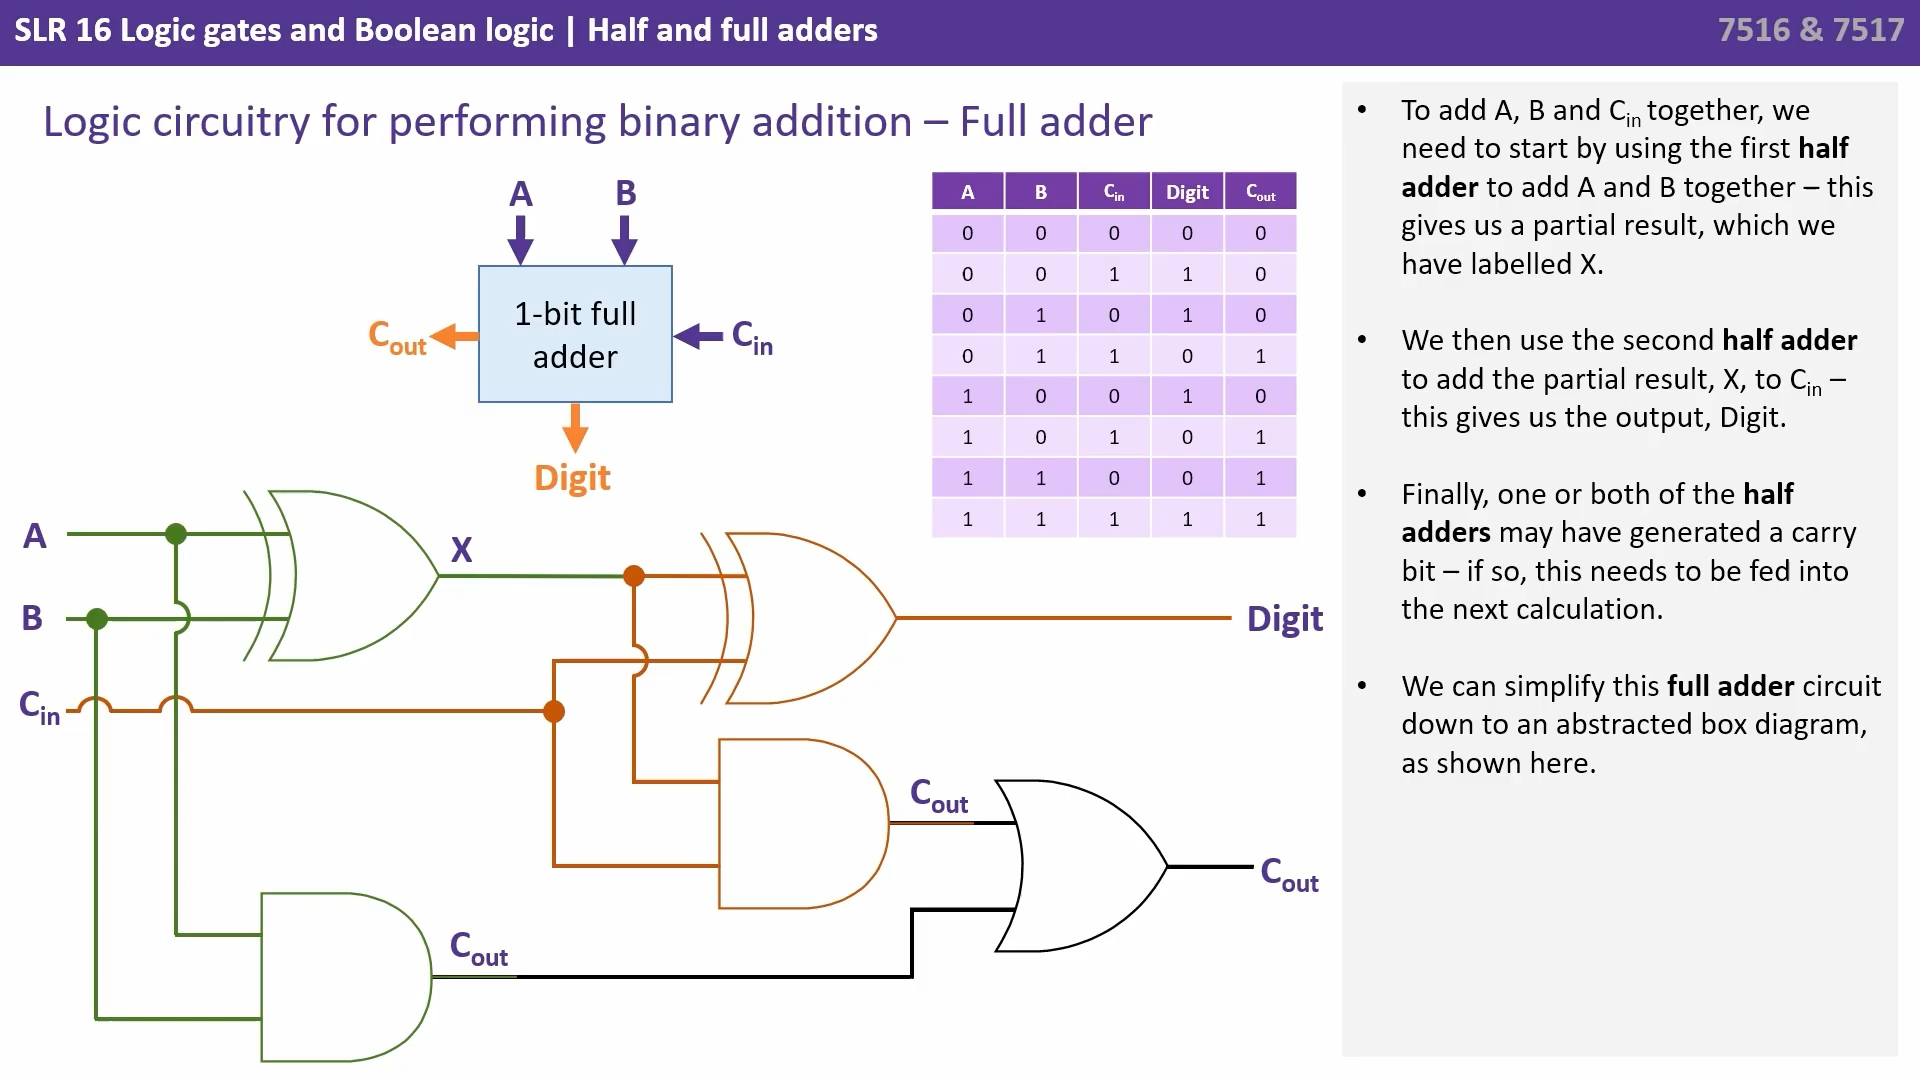 SLR 16 Logic gates and Boolean logic | Half and full adders
7516 & 7517
Logic circuitry for performing binary addition – Full adder
A B
1-bit full
adder
Cout
Cin
Digit
A B Cin Digit Cout
0 0 0 0 0
0 0 1 1 0
0 1 0 1 0
0 1 1 0 1
1 0 0 1 0
1 0 1 0 1
1 1 0 0 1
1 1 1 1 1
A
B
Cin
X
Digit
Cout
Cout
Cout
• To add A, B and Cin together, we
need to start by using the first half
adder to add A and B together – this
gives us a partial result, which we
have labelled X.
• We then use the second half adder
to add the partial result, X, to Cin –
this gives us the output, Digit.
• Finally, one or both of the half
adders may have generated a carry
bit – if so, this needs to be fed into
the next calculation.
• We can simplify this full adder circuit
down to an abstracted box diagram,
as shown here.